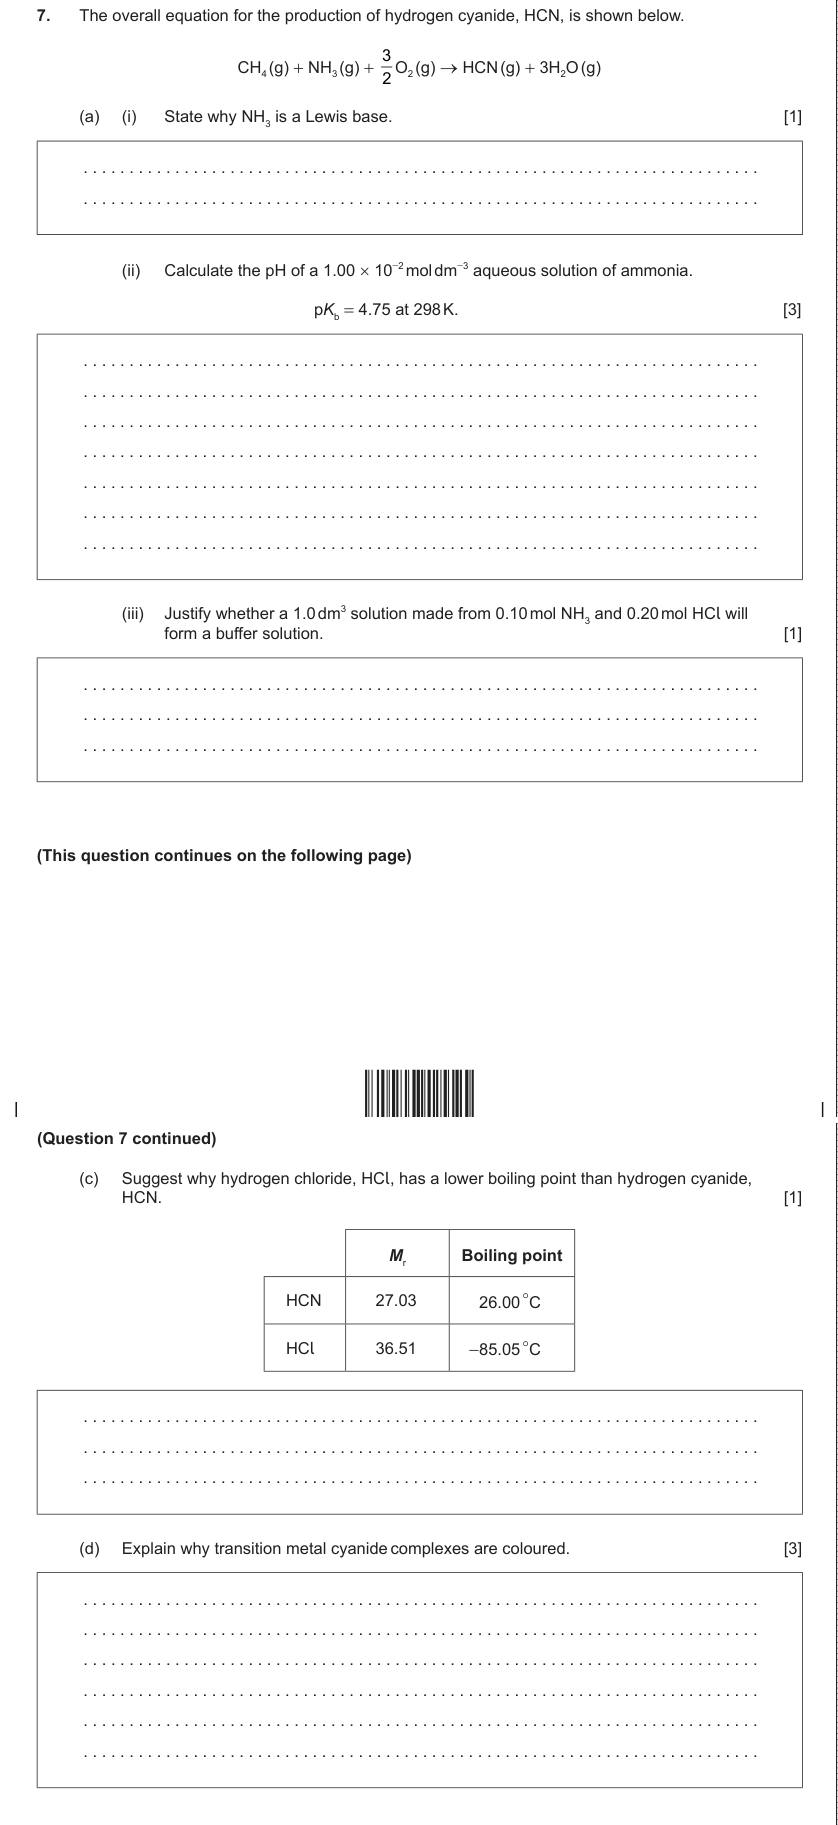 7. The overall equation for the production of hydrogen cyanide, HCN, is shown below.
CH₄(g) + NH₃(g) + 3/2 O₂(g) → HCN(g) + 3H₂O(g)
(a) (i) State why NH₃ is a Lewis base. [1]
(ii) Calculate the pH of a 1.00 × 10⁻² mol dm⁻³ aqueous solution of ammonia.
pK_b = 4.75 at 298 K. [3]
(iii) Justify whether a 1.0 dm³ solution made from 0.10 mol NH₃ and 0.20 mol HCl will
form a buffer solution. [1]
(This question continues on the following page)
(Question 7 continued)
(c) Suggest why hydrogen chloride, HCl, has a lower boiling point than hydrogen cyanide,
HCN. [1]
M_r Boiling point
HCN 27.03 26.00 °C
HCl 36.51 −85.05 °C
(d) Explain why transition metal cyanide complexes are coloured. [3]